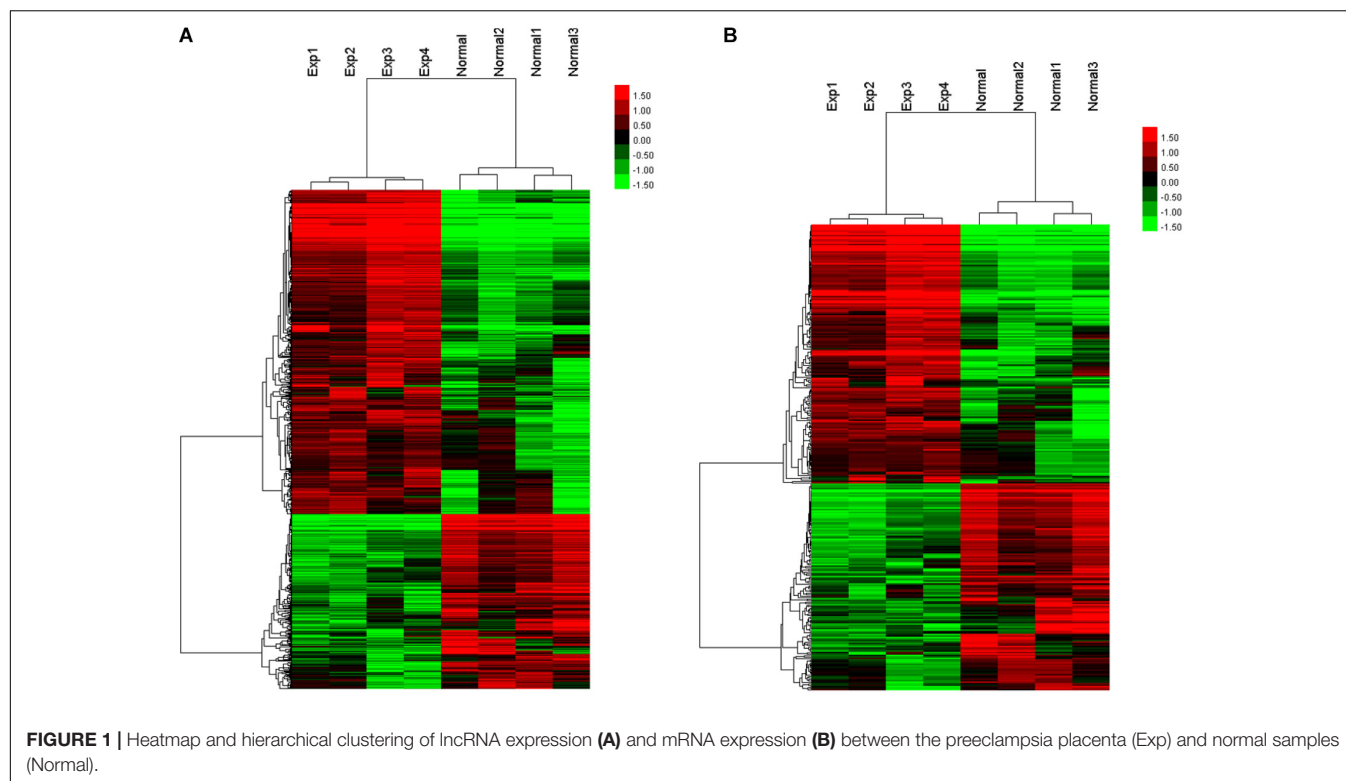 A
Exp1
Exp2
Exp3
Exp4
Normal
Normal2
Normal1
Normal3
1.50
1.00
0.50
0.00
-0.50
-1.00
-1.50
B
Exp1
Exp2
Exp3
Exp4
Normal
Normal2
Normal1
Normal3
1.50
1.00
0.50
0.00
-0.50
-1.00
-1.50
FIGURE 1 | Heatmap and hierarchical clustering of lncRNA expression (A) and mRNA expression (B) between the preeclampsia placenta (Exp) and normal samples
(Normal).